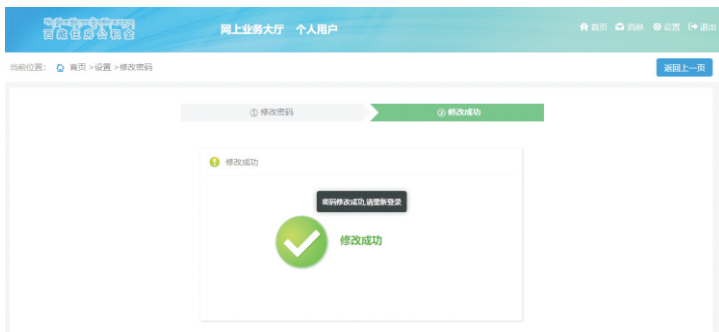 西藏住房公积金
网上业务大厅 个人用户
首页 消息 设置 退出
当前位置: 首页 >设置 >修改密码
返回上一页
① 修改密码
② 修改成功
修改成功
密码修改成功,请重新登录
修改成功